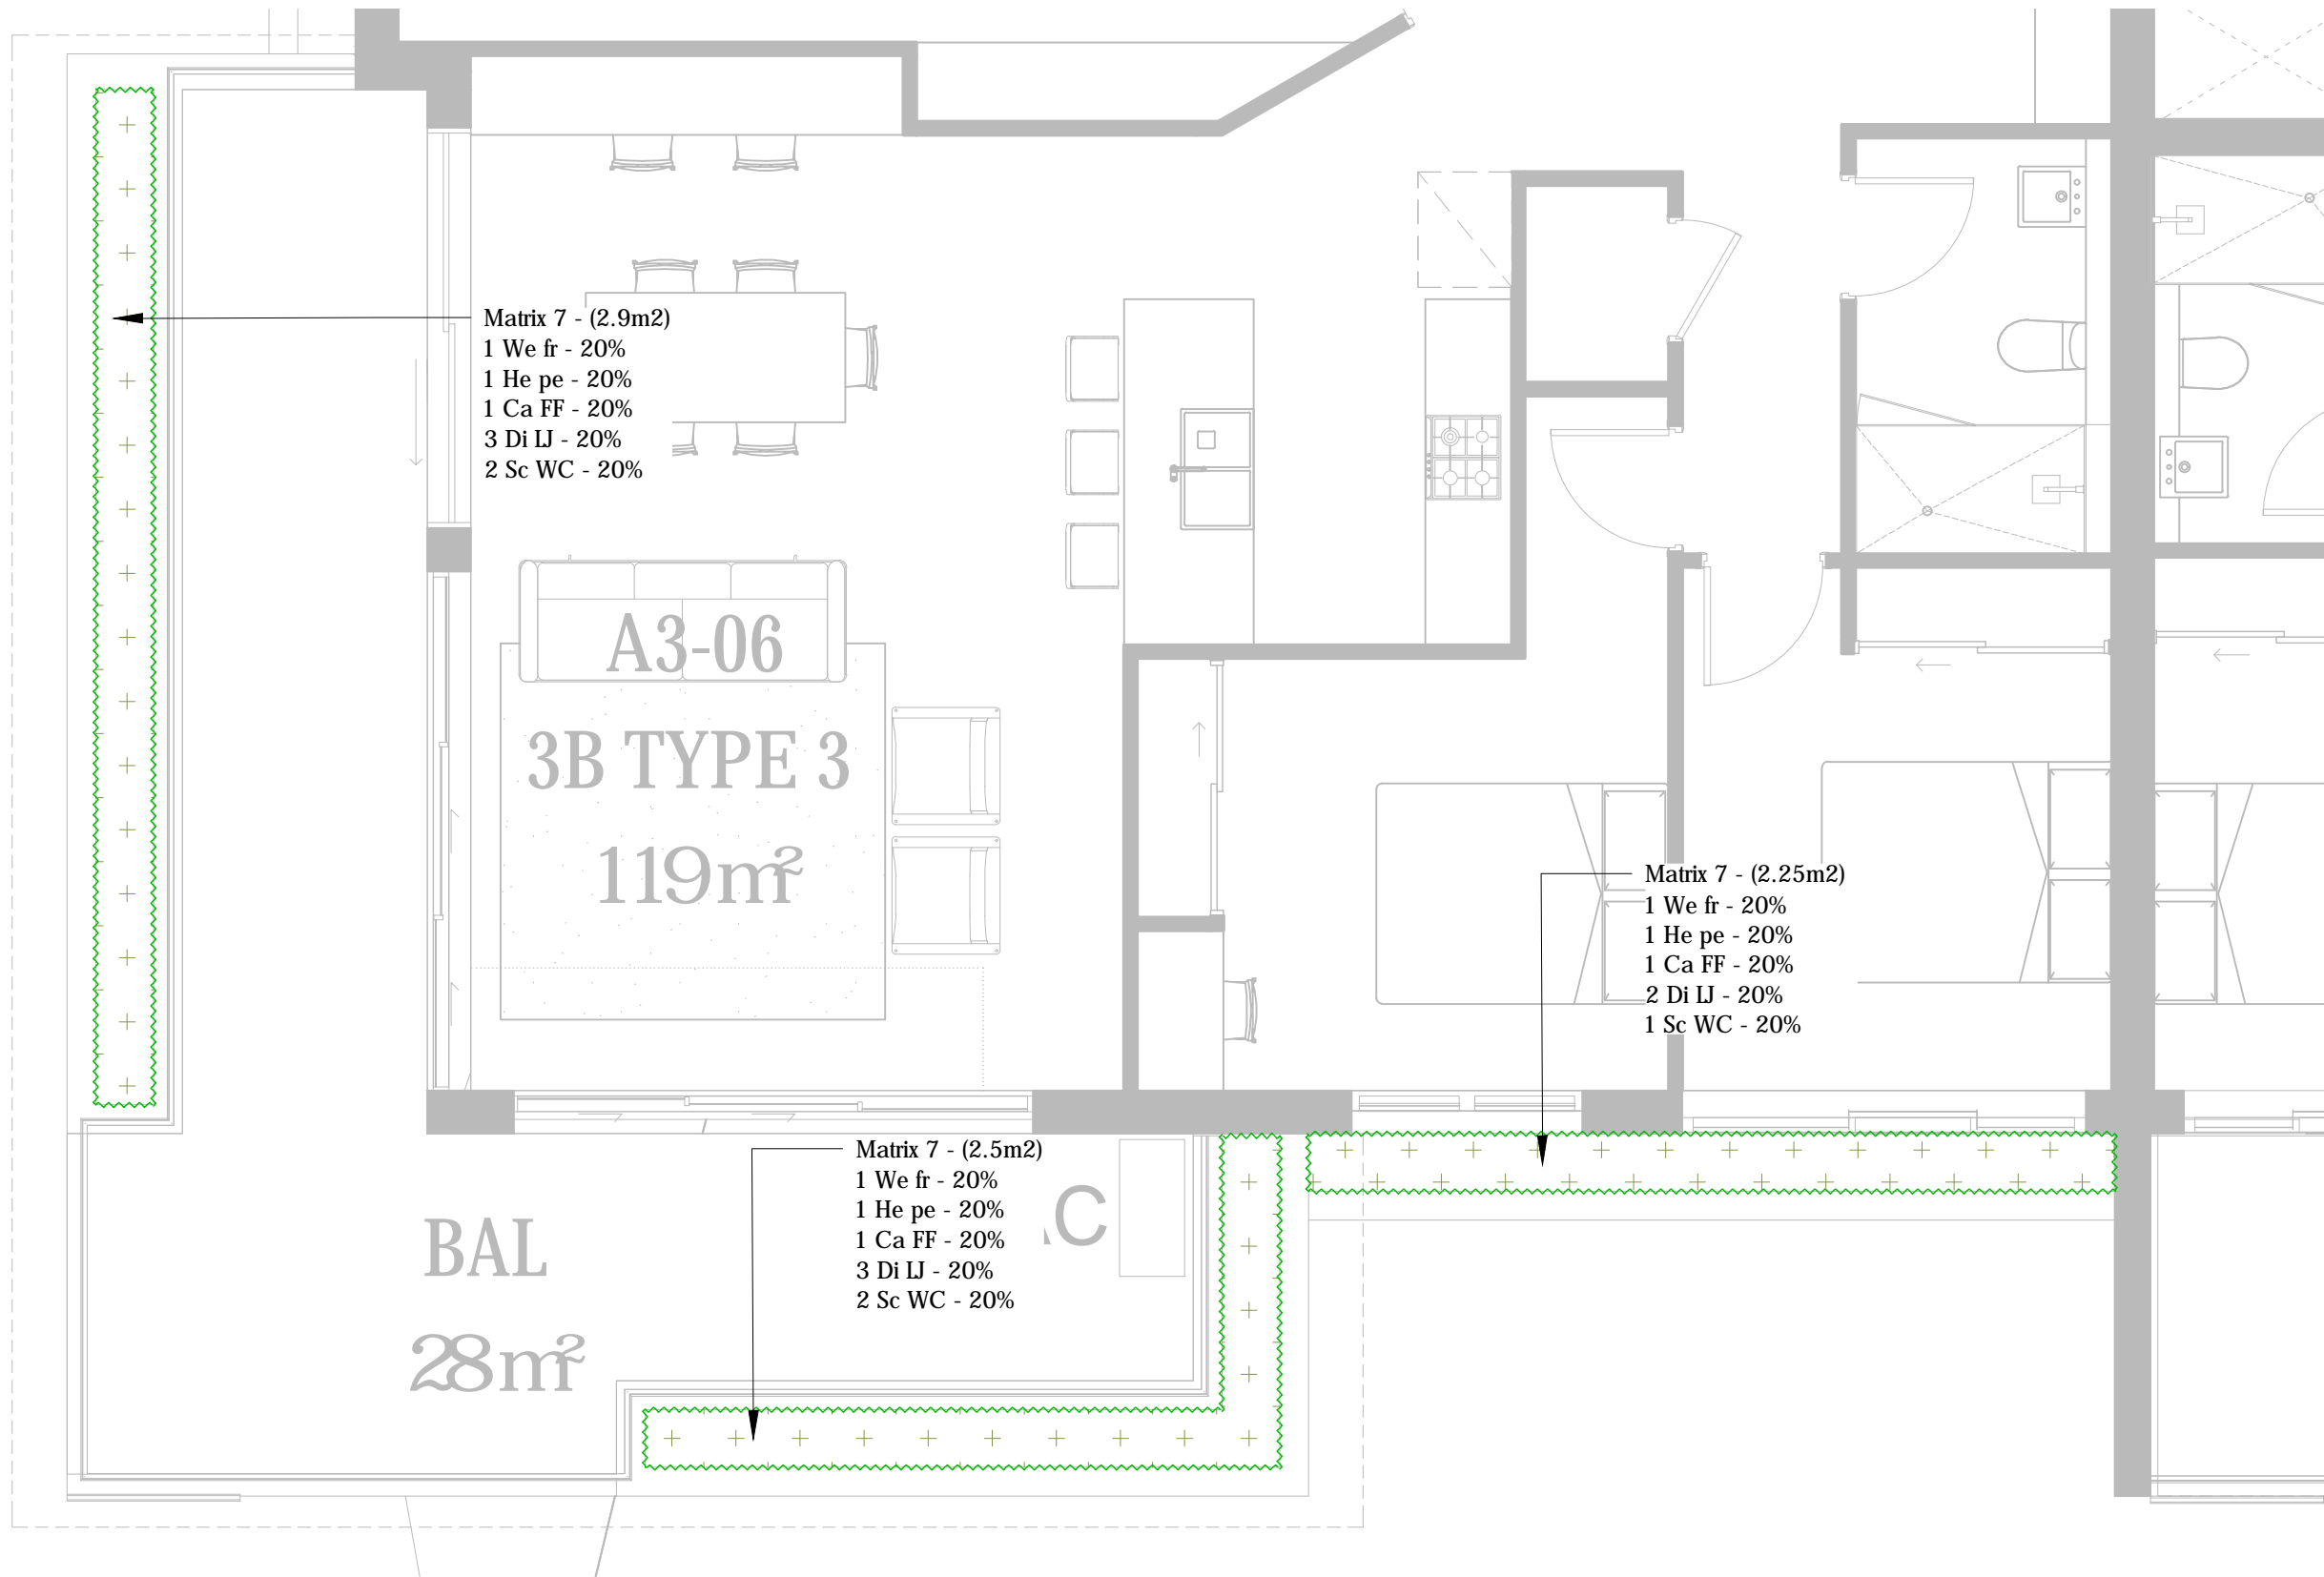 Matrix 7 - (2.9m2)
1 We fr - 20%
1 He pe - 20%
1 Ca FF - 20%
3 Di LJ - 20%
2 Sc WC - 20%
A3-06
3B TYPE 3
119m²
Matrix 7 - (2.25m2)
1 We fr - 20%
1 He pe - 20%
1 Ca FF - 20%
2 Di LJ - 20%
1 Sc WC - 20%
Matrix 7 - (2.5m2)
1 We fr - 20%
1 He pe - 20%
1 Ca FF - 20%
3 Di LJ - 20%
2 Sc WC - 20%
BAL
28m²